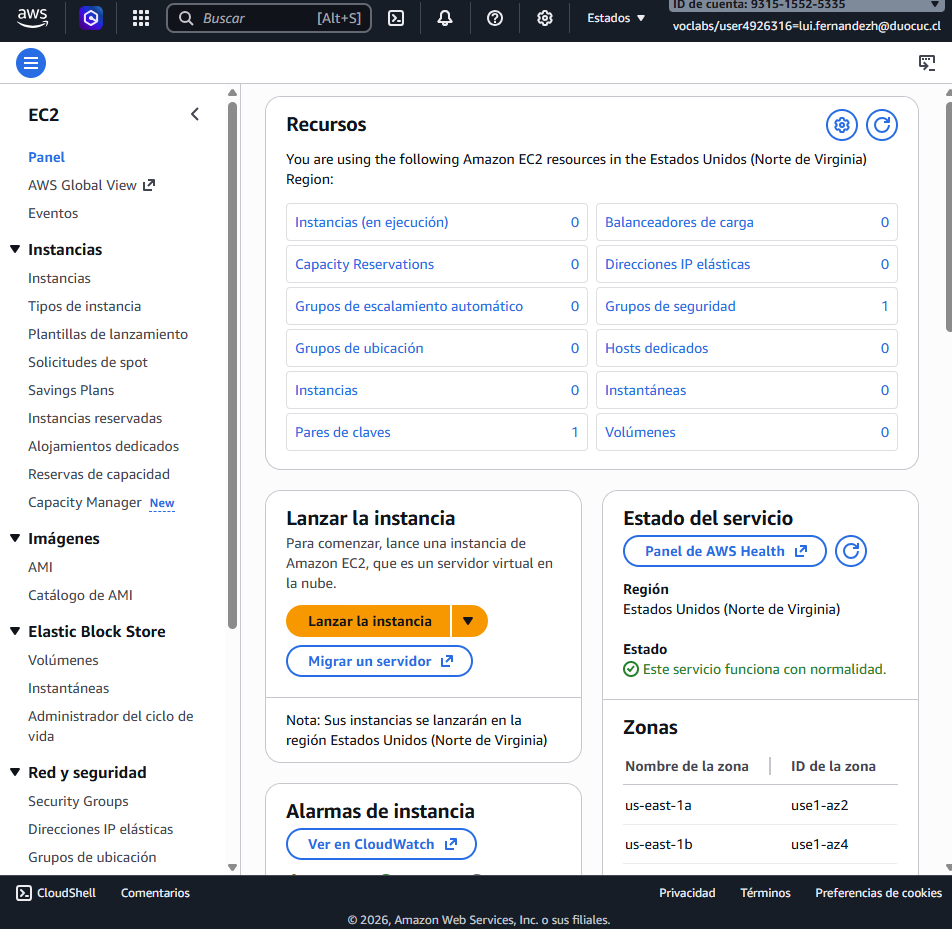 aws
Buscar [Alt+S]
Estados
ID de cuenta: 9315-1552-5335
voclabs/user4926316=lui.fernandezh@duocuc.cl
EC2
Panel
AWS Global View
Eventos
Instancias
Instancias
Tipos de instancia
Plantillas de lanzamiento
Solicitudes de spot
Savings Plans
Instancias reservadas
Alojamientos dedicados
Reservas de capacidad
Capacity Manager New
Imágenes
AMI
Catálogo de AMI
Elastic Block Store
Volúmenes
Instantáneas
Administrador del ciclo de
vida
Red y seguridad
Security Groups
Direcciones IP elásticas
Grupos de ubicación
Recursos
You are using the following Amazon EC2 resources in the Estados Unidos (Norte de Virginia)
Region:
Instancias (en ejecución) 0
Balanceadores de carga 0
Capacity Reservations 0
Direcciones IP elásticas 0
Grupos de escalamiento automático 0
Grupos de seguridad 1
Grupos de ubicación 0
Hosts dedicados 0
Instancias 0
Instantáneas 0
Pares de claves 1
Volúmenes 0
Lanzar la instancia
Para comenzar, lance una instancia de
Amazon EC2, que es un servidor virtual en
la nube.
Lanzar la instancia
Migrar un servidor
Nota: Sus instancias se lanzarán en la
región Estados Unidos (Norte de Virginia)
Alarmas de instancia
Ver en CloudWatch
Estado del servicio
Panel de AWS Health
Región
Estados Unidos (Norte de Virginia)
Estado
Este servicio funciona con normalidad.
Zonas
Nombre de la zona ID de la zona
us-east-1a use1-az2
us-east-1b use1-az4
CloudShell Comentarios Privacidad Términos Preferencias de cookies
© 2026, Amazon Web Services, Inc. o sus filiales.